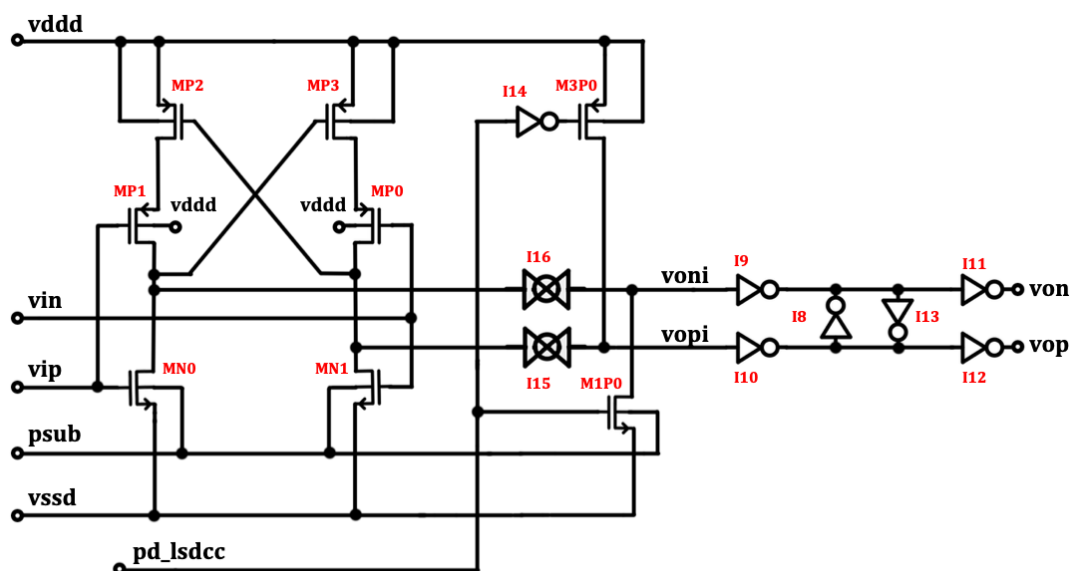 vddd
MP2
MP3
I14
M3P0
MP1
vddd
vddd
MP0
I16
voni
I9
I11
von
vin
I8
I13
vopi
vop
vip
MN0
MN1
I15
M1P0
I10
I12
psub
vssd
pd_lsdcc